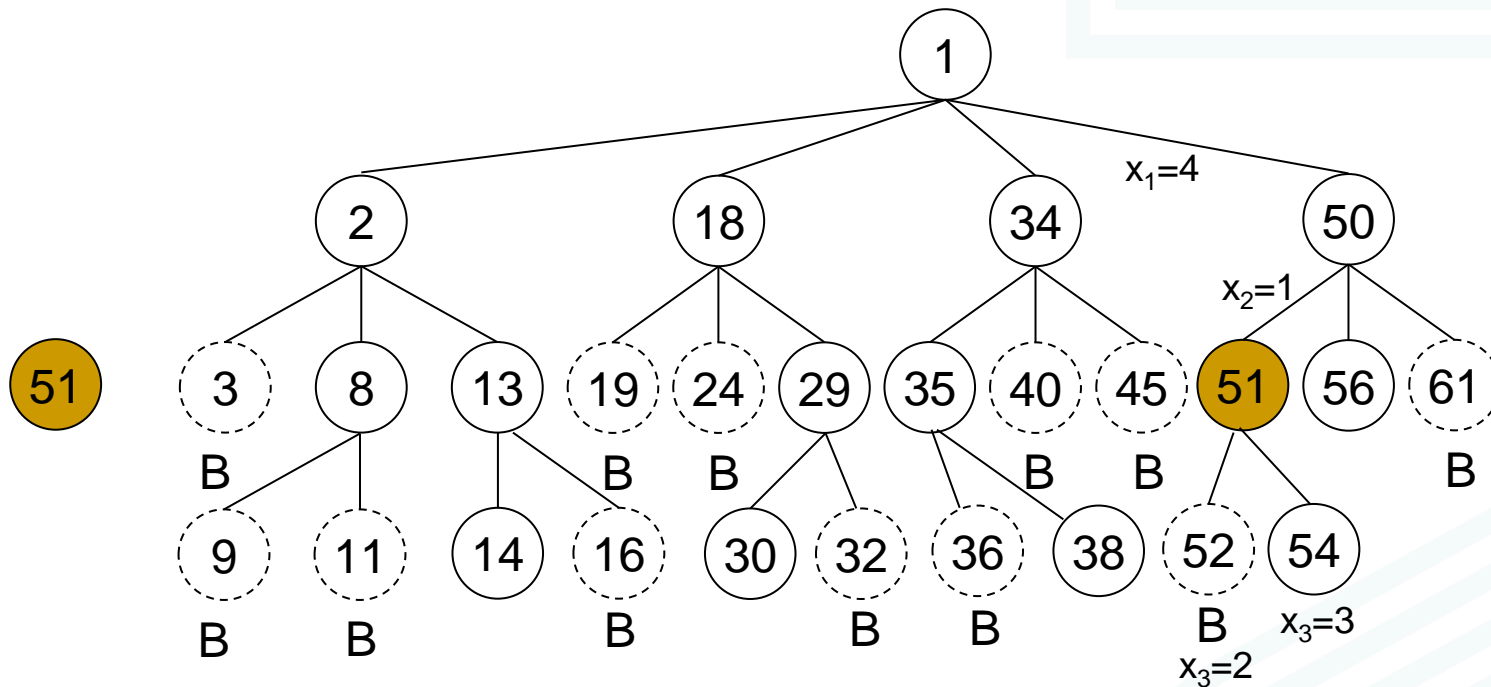 1
x₁=4
2 18 34 50
x₂=1
51 3 8 13 19 24 29 35 40 45 51 56 61
B B B B B B
9 11 14 16 30 32 36 38 52 54
B B B B B B x₃=3
x₃=2